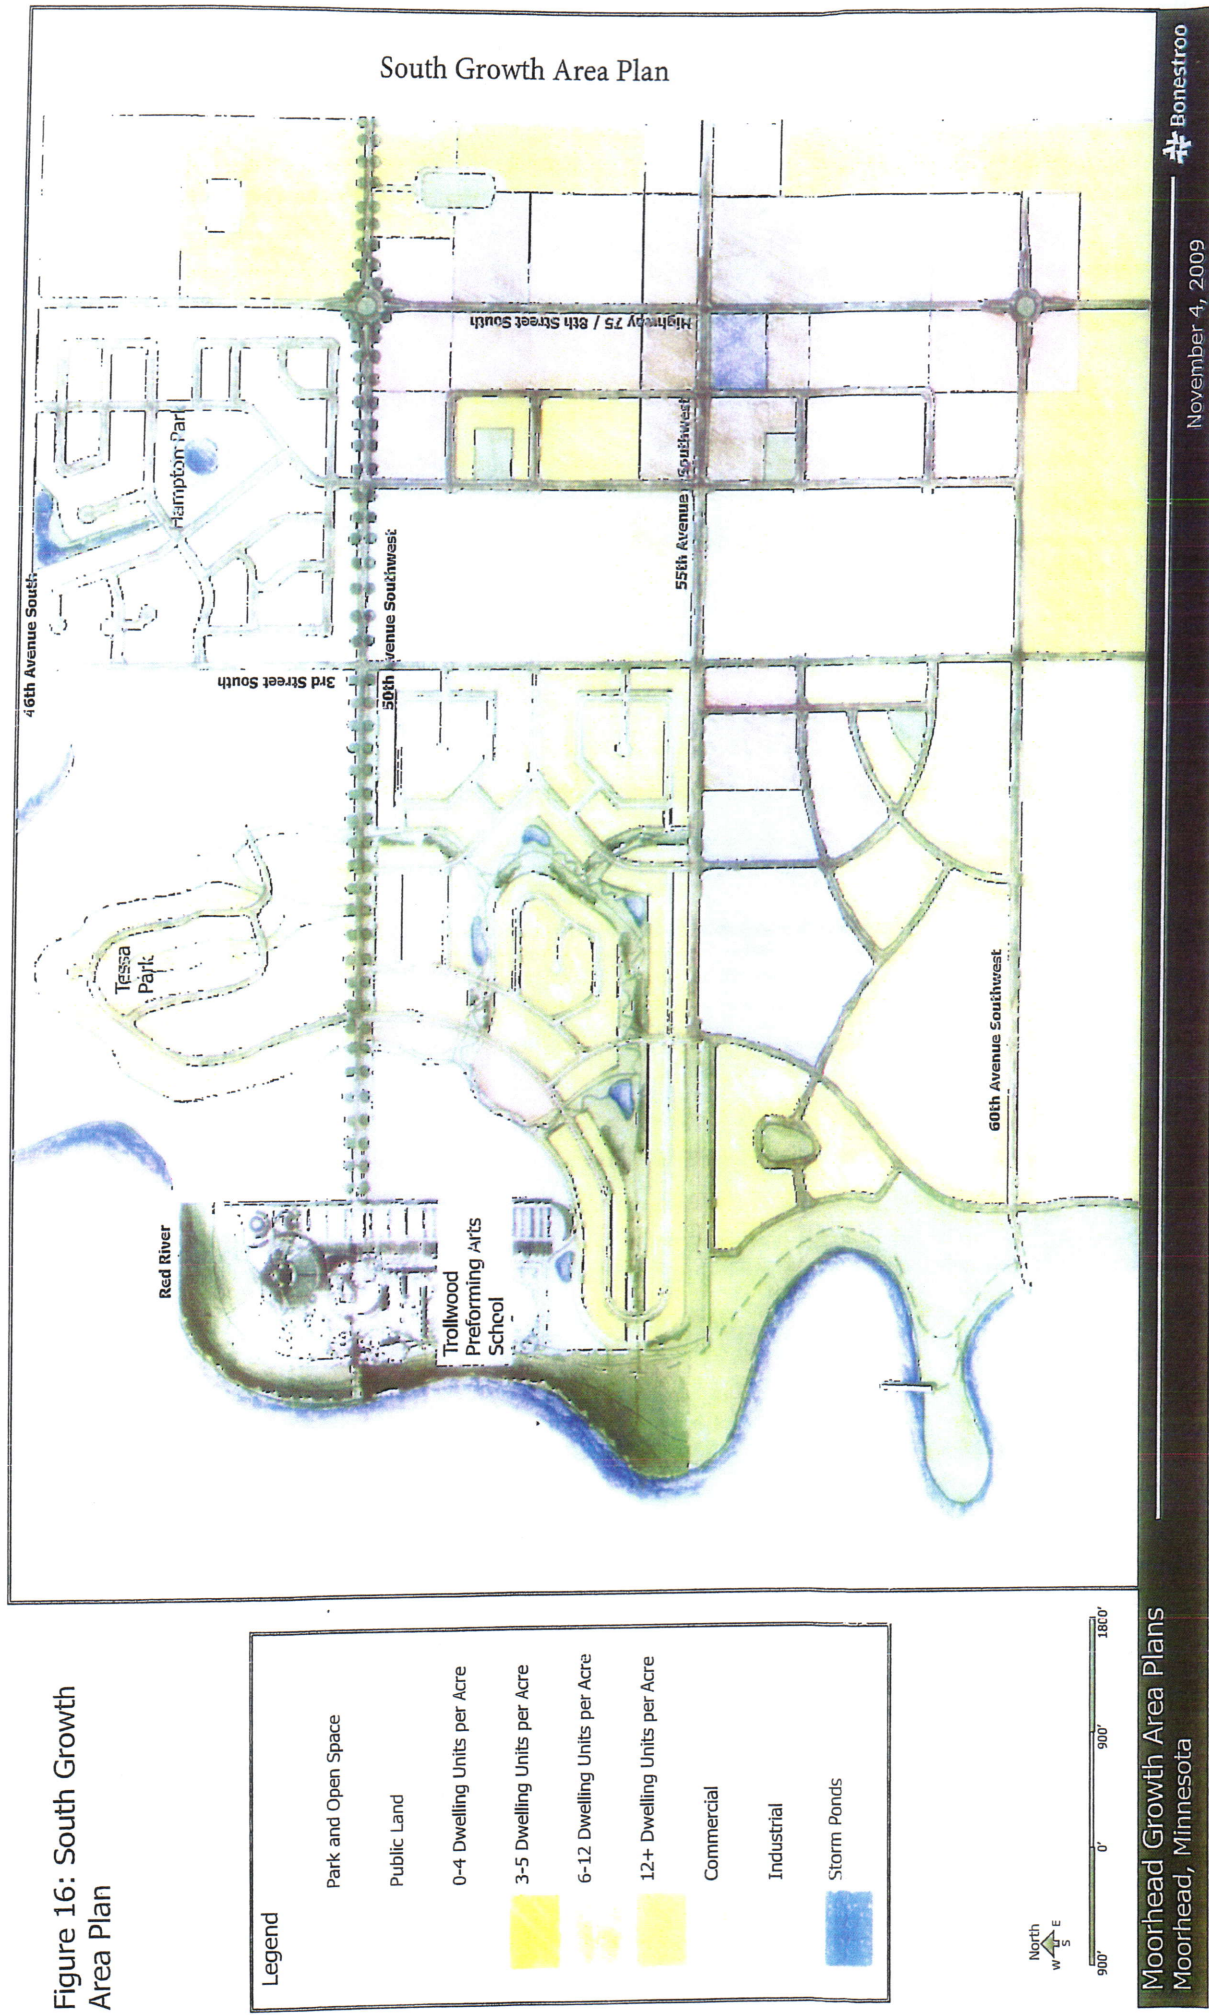 Figure 16: South Growth
Area Plan
South Growth Area Plan
Legend
Park and Open Space
Public Land
0-4 Dwelling Units per Acre
3-5 Dwelling Units per Acre
6-12 Dwelling Units per Acre
12+ Dwelling Units per Acre
Commercial
Industrial
Storm Ponds
North
W
E
S
900'
0'
900'
1800'
Red River
Trollwood
Preforming Arts
School
Tessa
Park
Hampton Park
46th Avenue South
3rd Street South
50th Avenue Southwest
Highway 75 / 8th Street South
55th Avenue Southwest
60th Avenue Southwest
Moorhead Growth Area Plans
Moorhead, Minnesota
November 4, 2009
Bonestroo